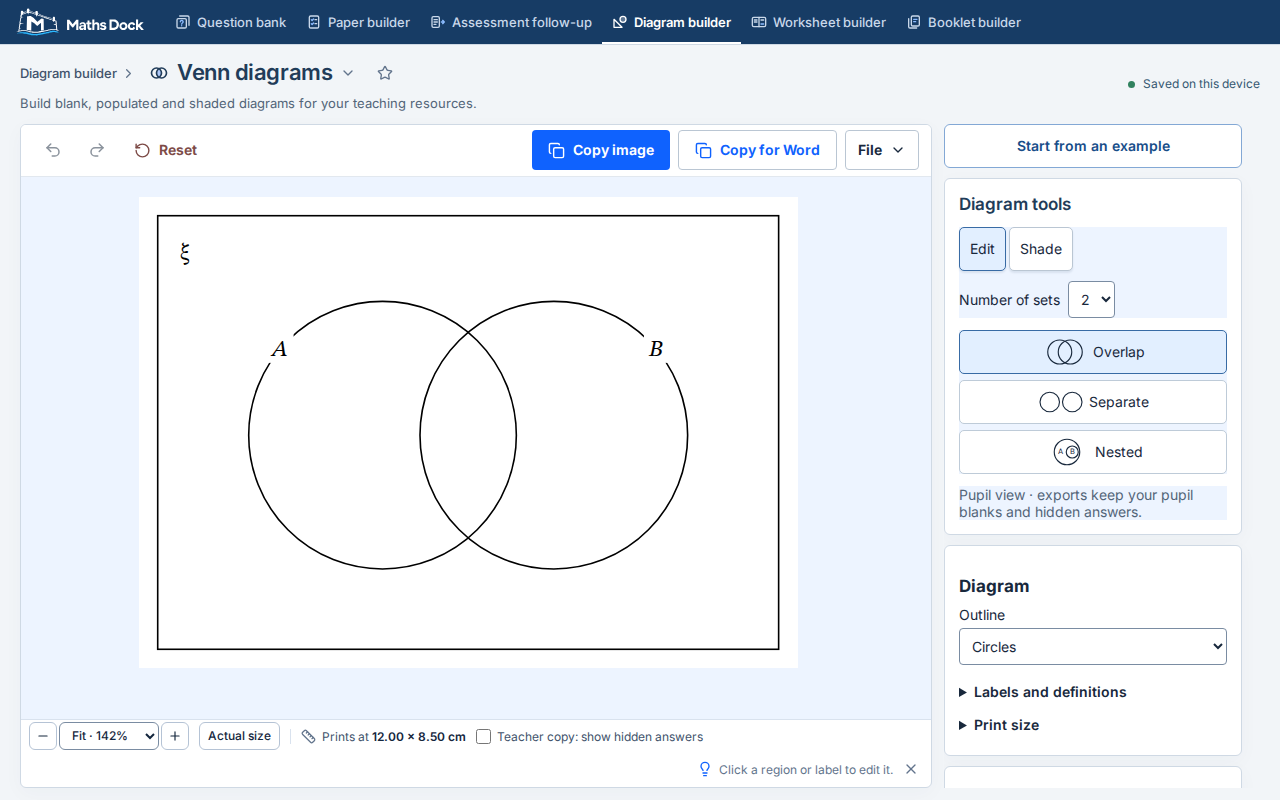 Maths Dock
Question bank
Paper builder
Assessment follow-up
Diagram builder
Worksheet builder
Booklet builder
Diagram builder
Venn diagrams
Build blank, populated and shaded diagrams for your teaching resources.
Saved on this device
Reset
Copy image
Copy for Word
File
ξ
A
B
Fit · 142%
Actual size
Prints at 12.00 × 8.50 cm
Teacher copy: show hidden answers
Click a region or label to edit it.
Start from an example
Diagram tools
Edit
Shade
Number of sets
2
Overlap
Separate
A B
Nested
Pupil view · exports keep your pupil
blanks and hidden answers.
Diagram
Outline
Circles
Labels and definitions
Print size